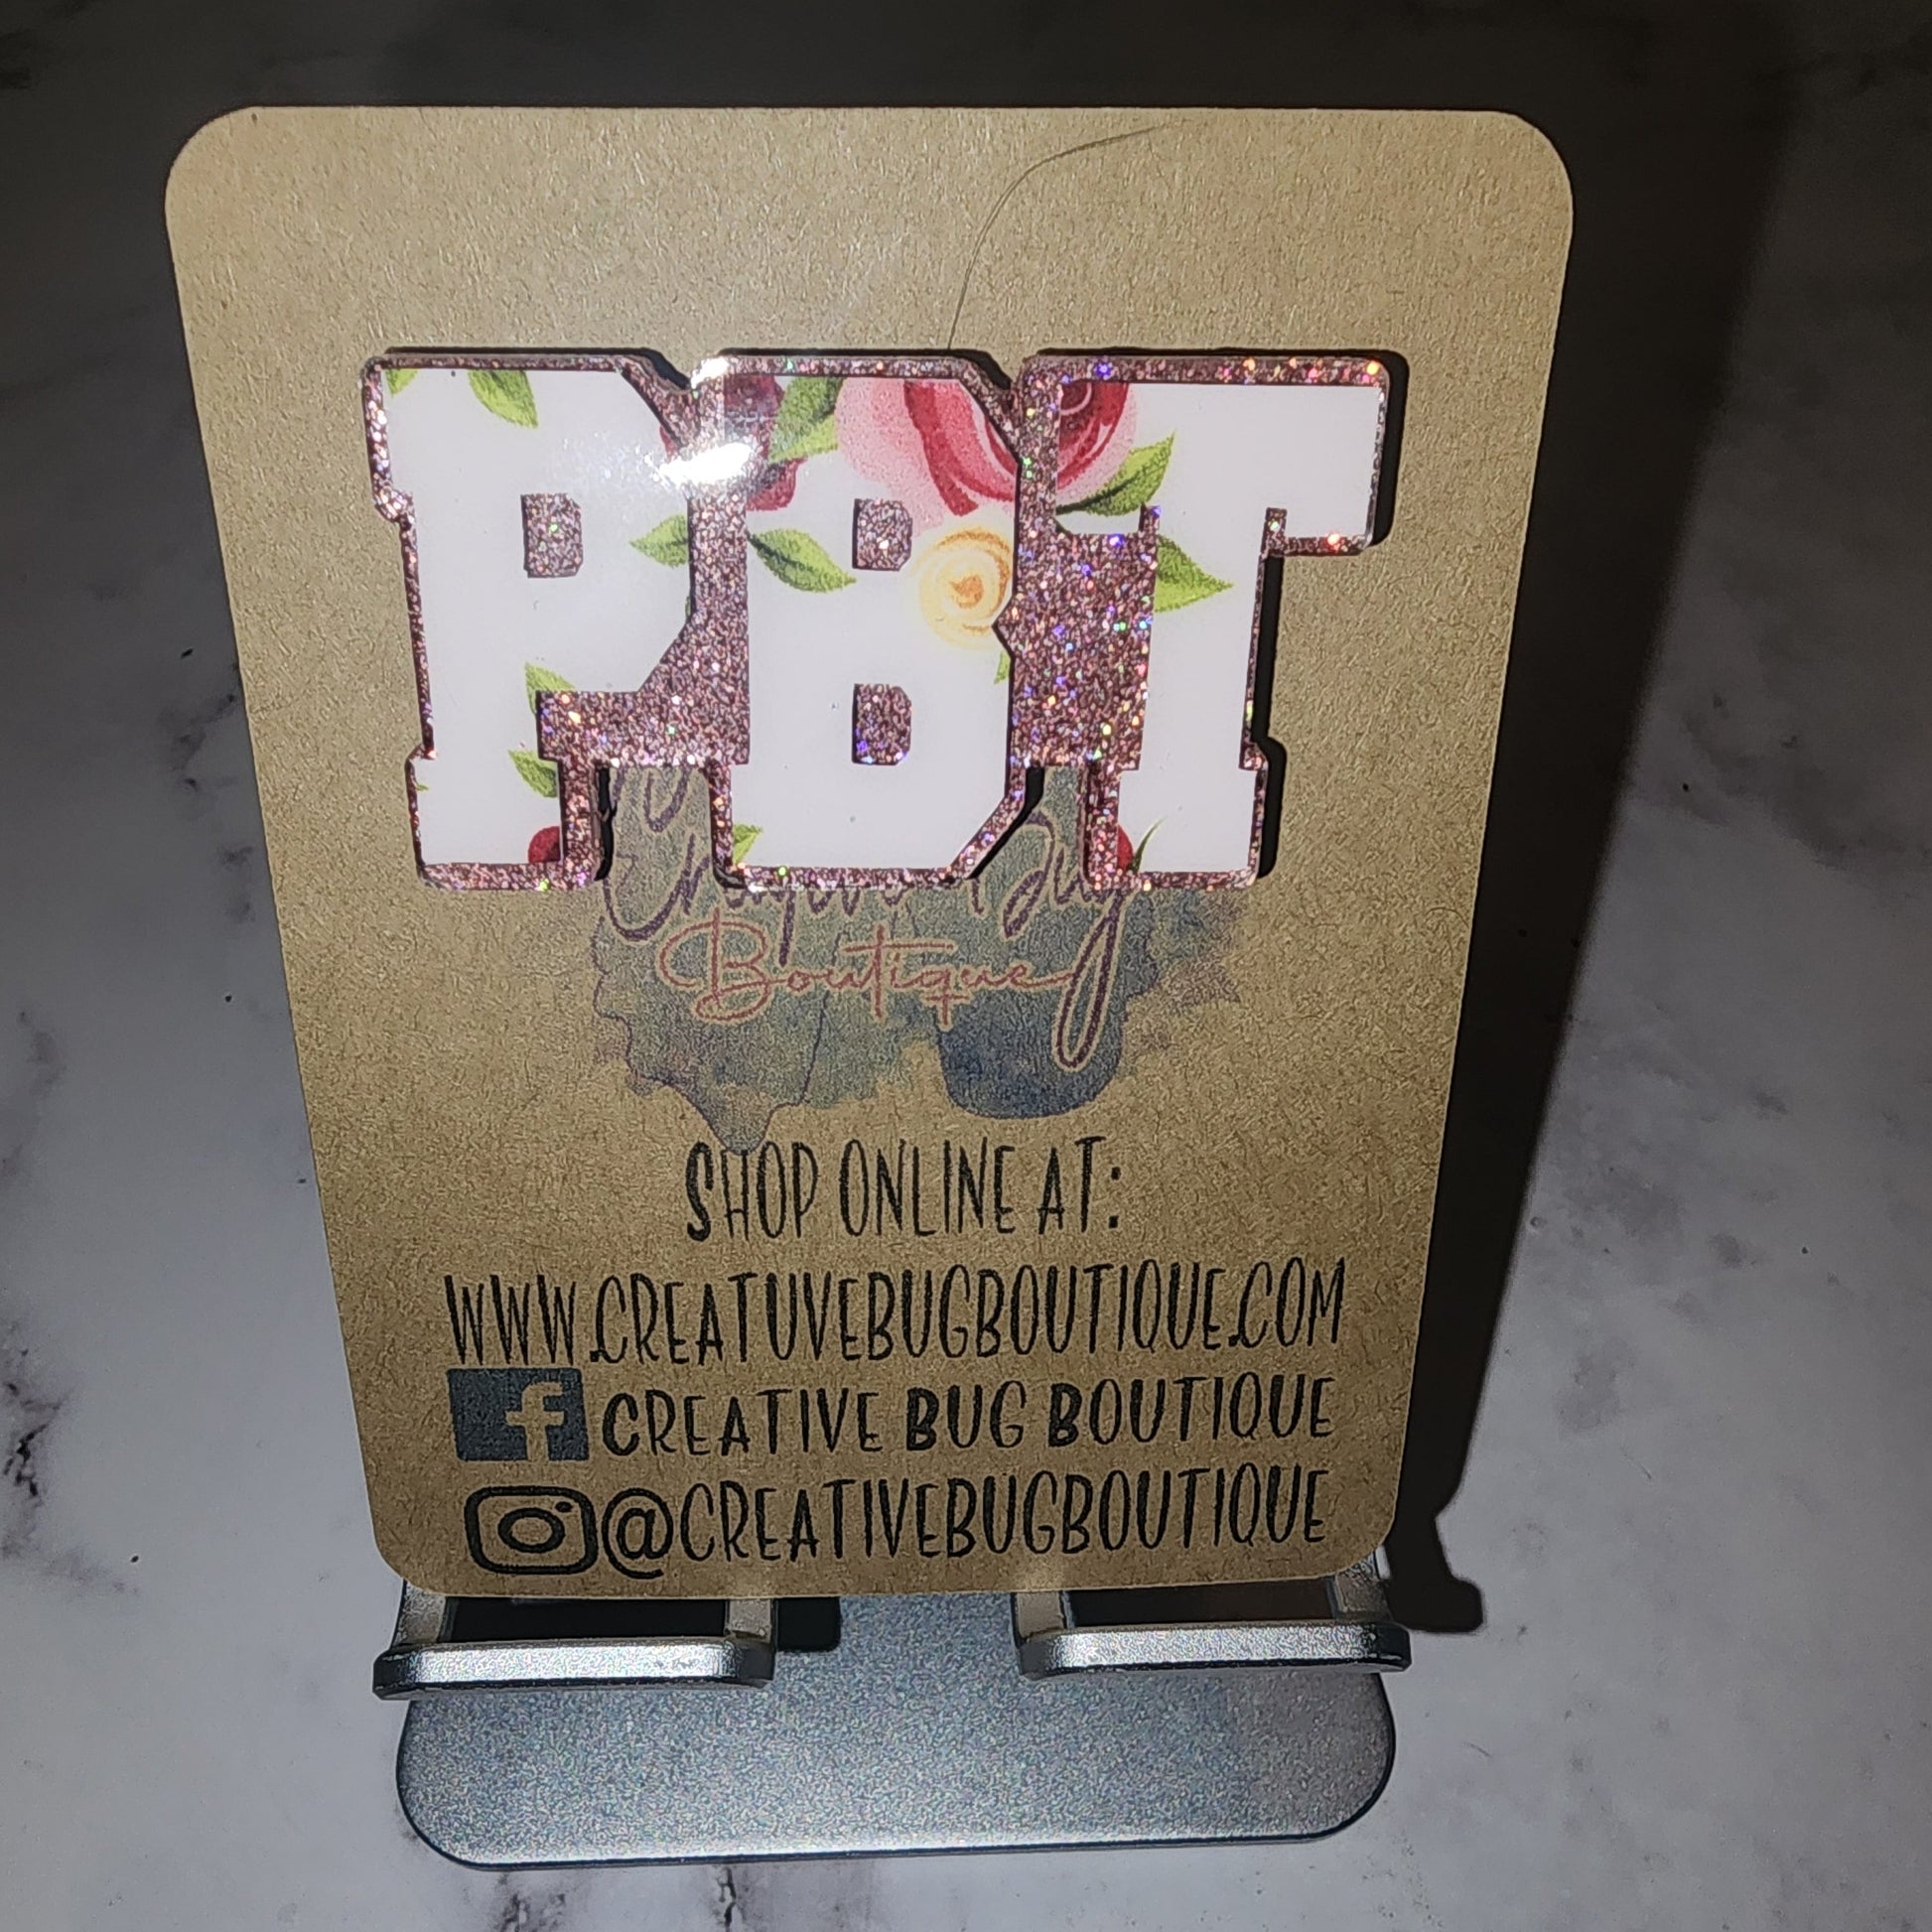 PBT
Boutique
SHOP ONLINE AT:
WWW.CREATUVEBUGBOUTIQUE.COM
f CREATIVE BUG BOUTIQUE
@CREATIVEBUGBOUTIQUE